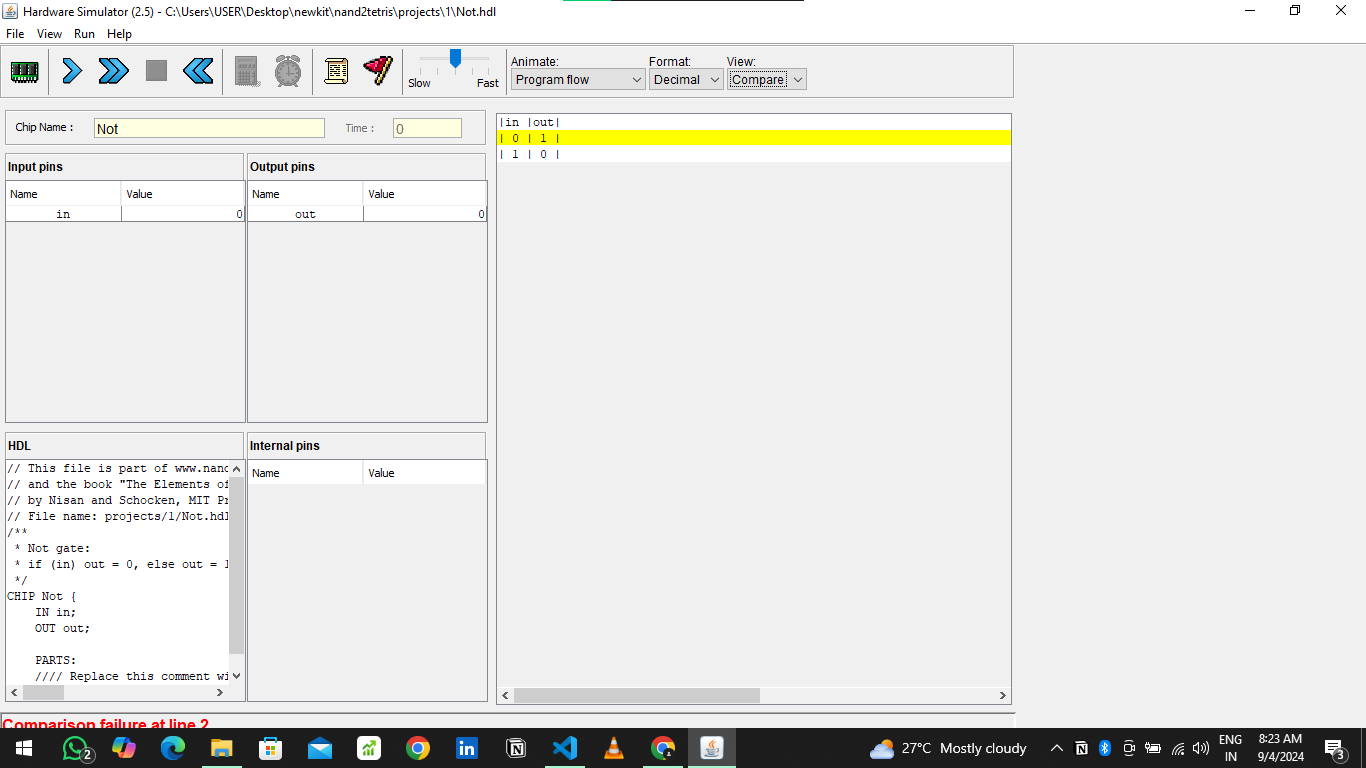 Hardware Simulator (2.5) - C:\Users\USER\Desktop\newkit\nand2tetris\projects\1\Not.hdl
File View Run Help
Slow Fast
Animate: Format: View:
Program flow Decimal Compare
Chip Name : Not Time : 0
Input pins Output pins
Name Value Name Value
in 0 out 0
|in |out|
| 0 | 1 |
| 1 | 0 |
HDL Internal pins
Name Value
// This file is part of www.nand
// and the book "The Elements of
// by Nisan and Schocken, MIT Pr
// File name: projects/1/Not.hdl
/**
* Not gate:
* if (in) out = 0, else out = 1
*/
CHIP Not {
IN in;
OUT out;
PARTS:
//// Replace this comment wi
Comparison failure at line 2
2
27°C Mostly cloudy
ENG
IN
8:23 AM
9/4/2024
3